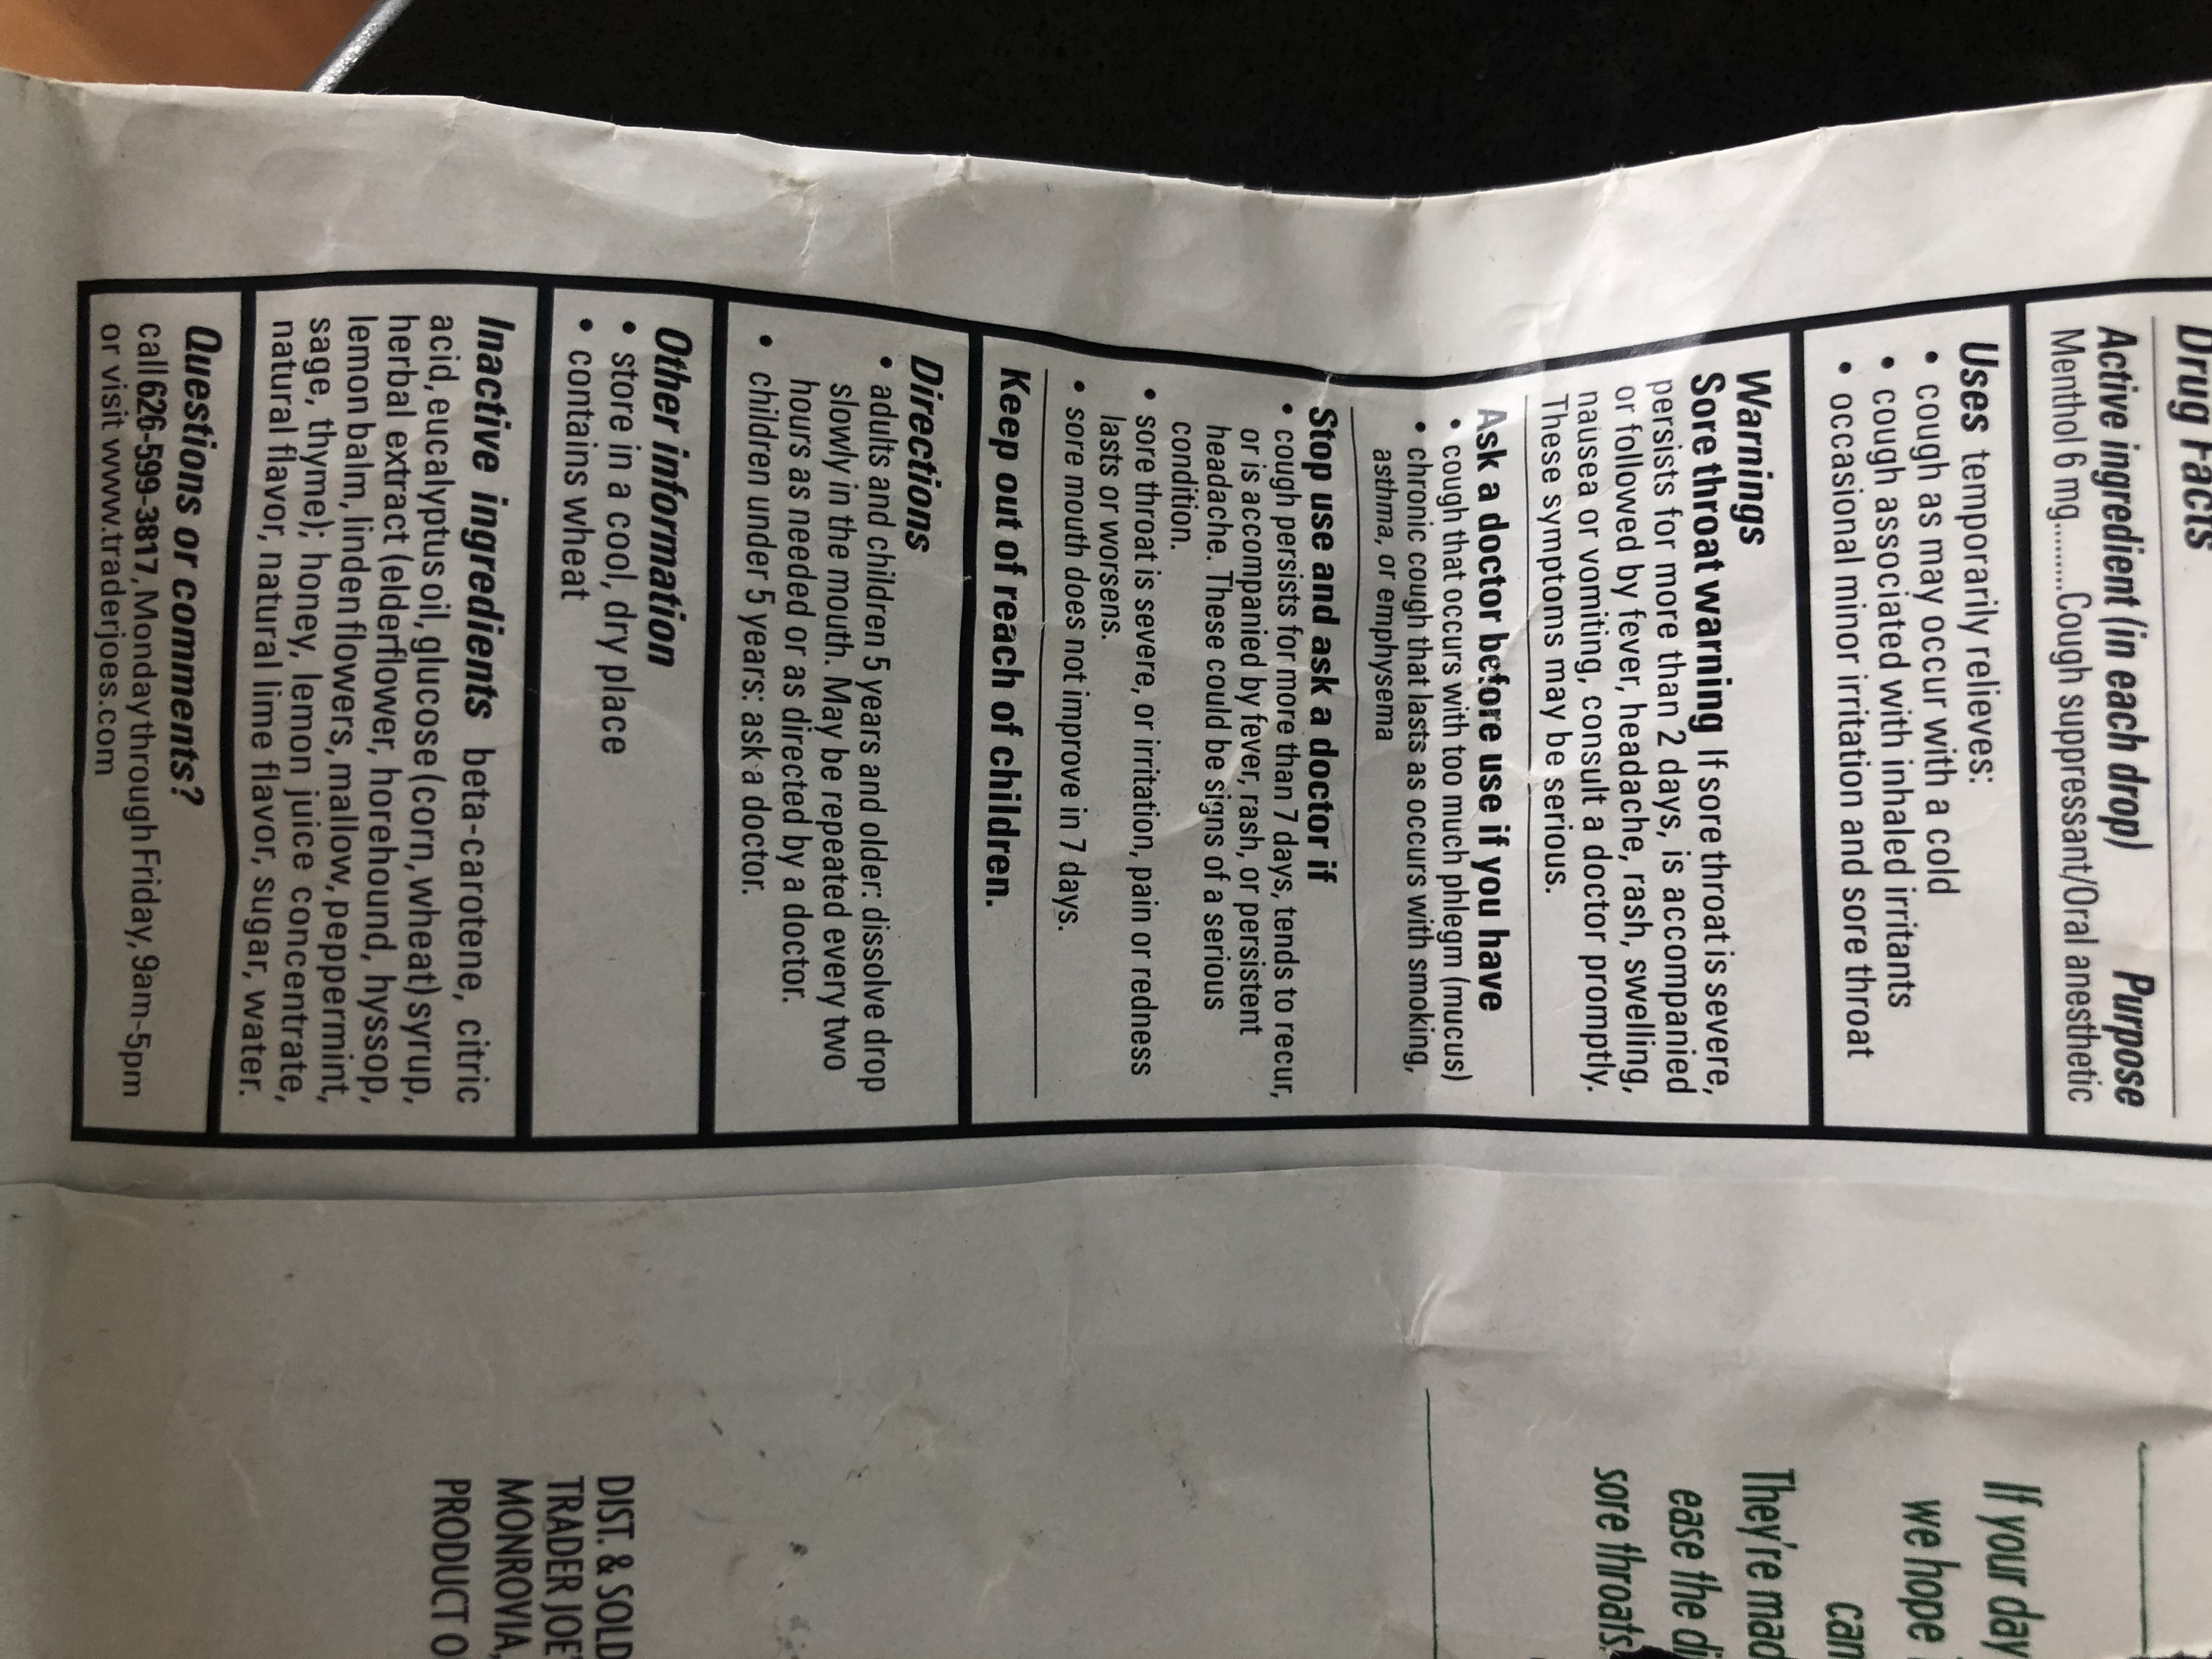 Drug Facts
Active ingredient (in each drop) Purpose
Menthol 6 mg.........Cough suppressant/Oral anesthetic
Uses temporarily relieves:
• cough as may occur with a cold
• cough associated with inhaled irritants
• occasional minor irritation and sore throat
Warnings
Sore throat warning If sore throat is severe,
persists for more than 2 days, is accompanied
or followed by fever, headache, rash, swelling,
nausea or vomiting, consult a doctor promptly.
These symptoms may be serious.
Ask a doctor before use if you have
• cough that occurs with too much phlegm (mucus)
• chronic cough that lasts as occurs with smoking,
asthma, or emphysema
Stop use and ask a doctor if
• cough persists for more than 7 days, tends to recur,
or is accompanied by fever, rash, or persistent
headache. These could be signs of a serious
condition.
• sore throat is severe, or irritation, pain or redness
lasts or worsens.
• sore mouth does not improve in 7 days.
Keep out of reach of children.
Directions
• adults and children 5 years and older: dissolve drop
slowly in the mouth. May be repeated every two
hours as needed or as directed by a doctor.
• children under 5 years: ask a doctor.
Other information
• store in a cool, dry place
• contains wheat
Inactive ingredients beta-carotene, citric
acid, eucalyptus oil, glucose (corn, wheat) syrup,
herbal extract (elderflower, horehound, hyssop,
lemon balm, linden flowers, mallow, peppermint,
sage, thyme); honey, lemon juice concentrate,
natural flavor, natural lime flavor, sugar, water.
Questions or comments?
call 626-599-3817, Monday through Friday, 9am-5pm
or visit www.traderjoes.com
If your day
we hope
can
They're mad
ease the di
sore throats.
DIST. & SOLD
TRADER JOE'
MONROVIA,
PRODUCT O